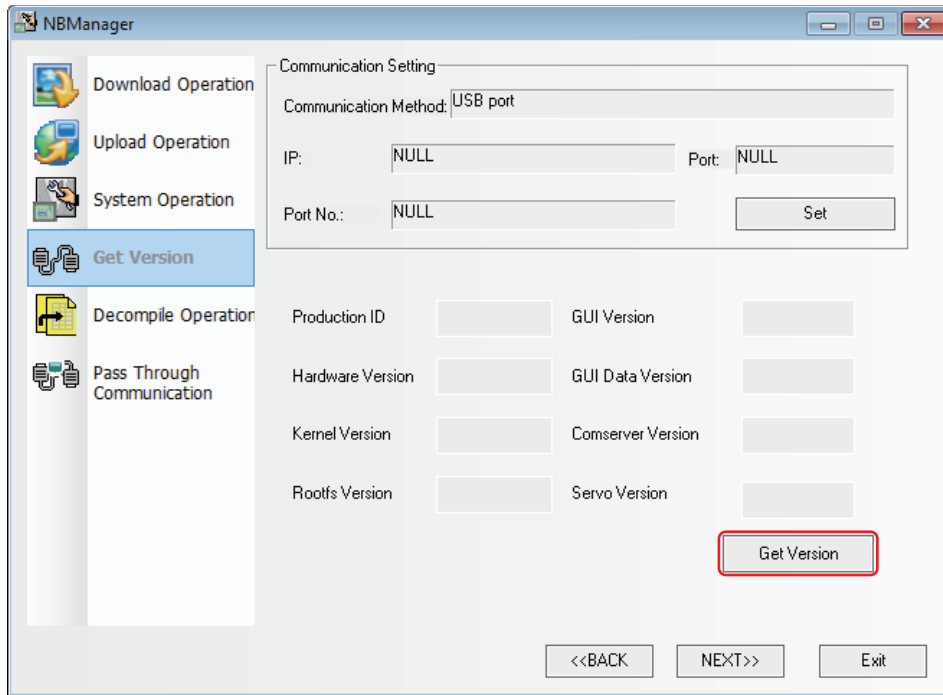 NBManager
Download Operation
Upload Operation
System Operation
Get Version
Decompile Operation
Pass Through
Communication
Communication Setting
Communication Method: USB port
IP: NULL Port: NULL
Port No.: NULL Set
Production ID GUI Version
Hardware Version GUI Data Version
Kernel Version Comserver Version
Rootfs Version Servo Version
Get Version
<<BACK NEXT>> Exit